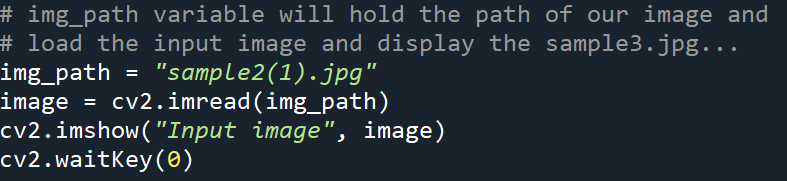 # img_path variable will hold the path of our image and
# load the input image and display the sample3.jpg...
img_path = "sample2(1).jpg"
image = cv2.imread(img_path)
cv2.imshow("Input image", image)
cv2.waitKey(0)